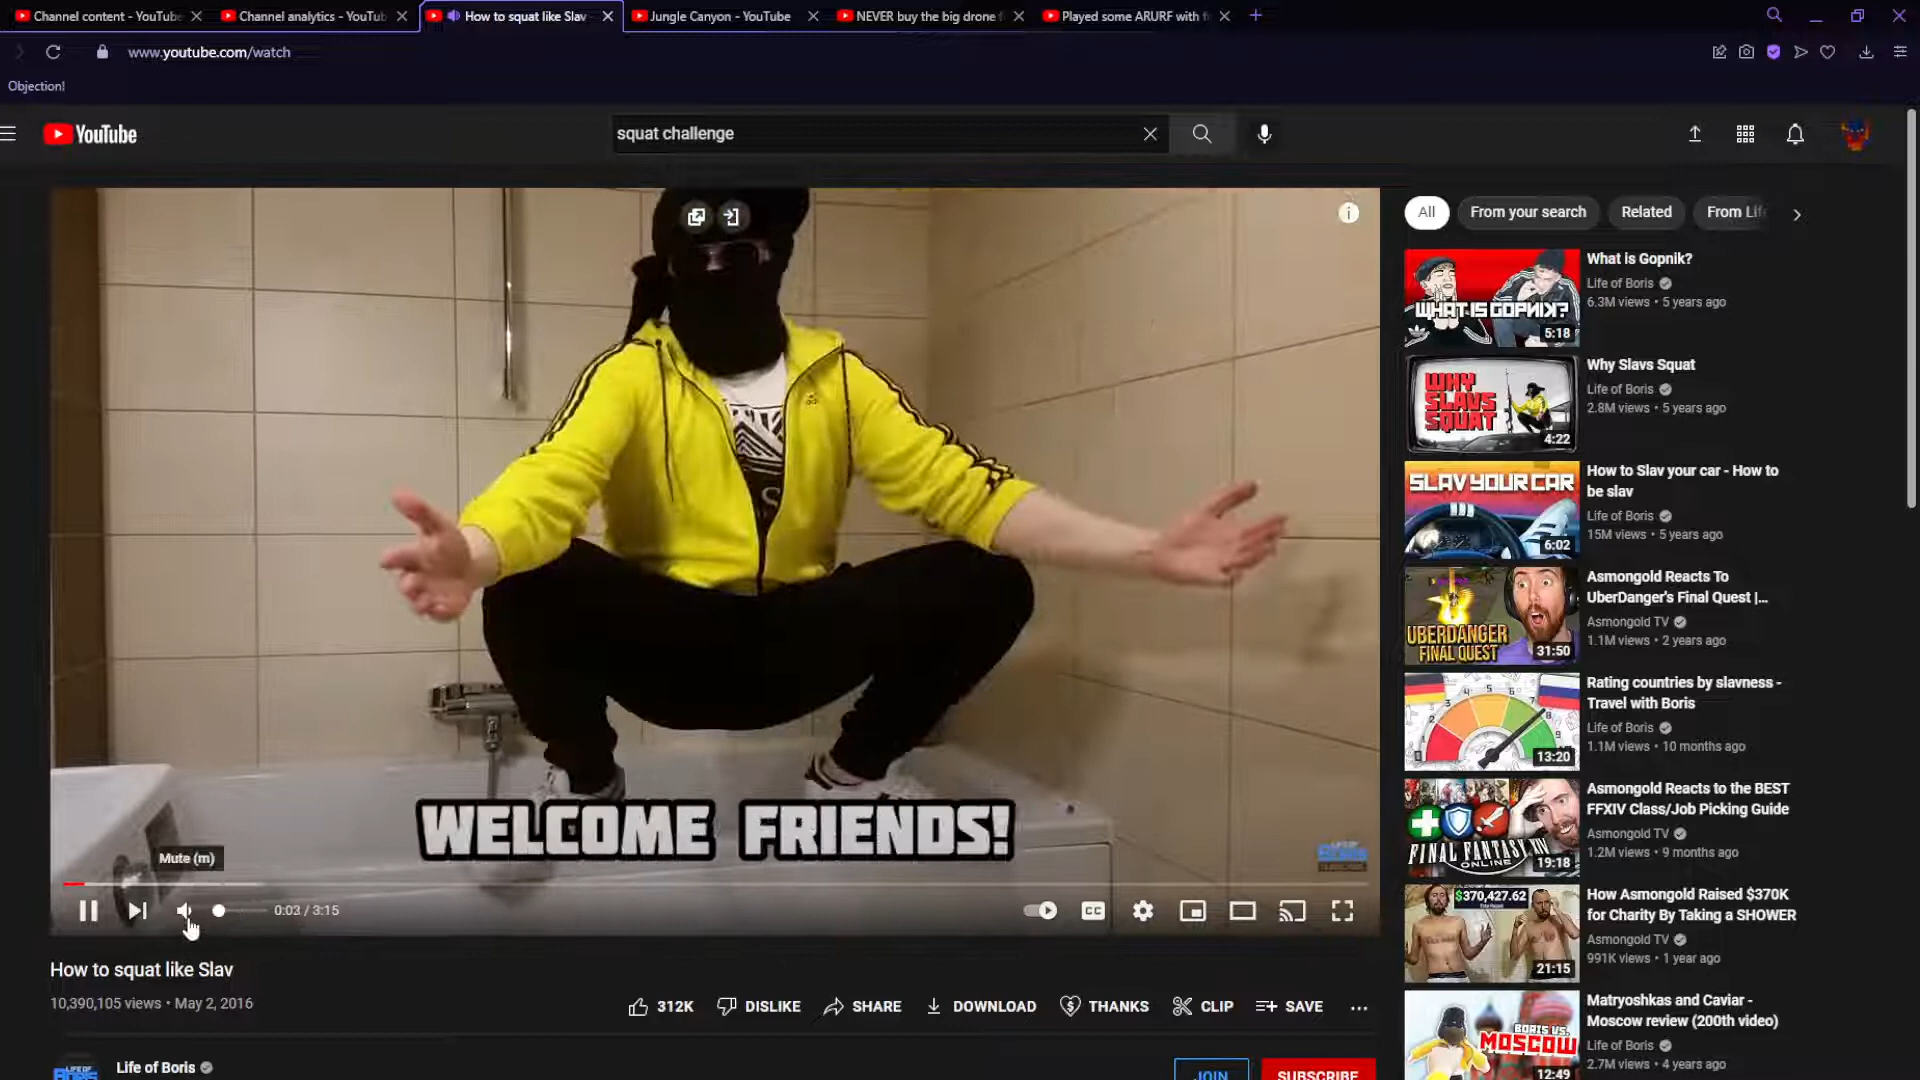 Channel content - YouTube
Channel analytics - YouTub
How to squat like Slav
Jungle Canyon - YouTube
NEVER buy the big drone f
Played some ARURF with f
www.youtube.com/watch
Objection!
YouTube
squat challenge
All
From your search
Related
From Lif
WELCOME FRIENDS!
Mute (m)
0:03 / 3:15
CC
How to squat like Slav
10,390,105 views • May 2, 2016
312K
DISLIKE
SHARE
DOWNLOAD
THANKS
CLIP
SAVE
Life of Boris
JOIN
SUBSCRIBE
WHAT IS GOPNIK?
5:18
What is Gopnik?
Life of Boris
6.3M views • 5 years ago
WHY
SLAVS
SQUAT
4:22
Why Slavs Squat
Life of Boris
2.8M views • 5 years ago
SLAV YOUR CAR
6:02
How to Slav your car - How to
be slav
Life of Boris
15M views • 5 years ago
UBERDANGER
FINAL QUEST
31:50
Asmongold Reacts To
UberDanger's Final Quest |...
Asmongold TV
1.1M views • 2 years ago
13:20
Rating countries by slavness -
Travel with Boris
Life of Boris
1.1M views • 10 months ago
FINAL FANTASY XIV
ONLINE
19:18
Asmongold Reacts to the BEST
FFXIV Class/Job Picking Guide
Asmongold TV
1.2M views • 9 months ago
$370,427.62
21:15
How Asmongold Raised $370K
for Charity By Taking a SHOWER
Asmongold TV
991K views • 1 year ago
BORIS VS.
MOSCOW
12:49
Matryoshkas and Caviar -
Moscow review (200th video)
Life of Boris
2.7M views • 4 years ago